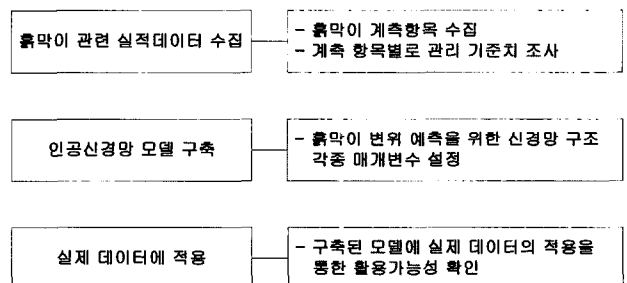 흙막이 관련 실적데이터 수집
- 흙막이 계측항목 수집
- 계측 항목별로 관리 기준치 조사
인공신경망 모델 구축
- 흙막이 변위 예측을 위한 신경망 구조
각종 매개변수 설정
실제 데이터에 적용
- 구축된 모델에 실제 데이터의 적용을
통한 활용가능성 확인